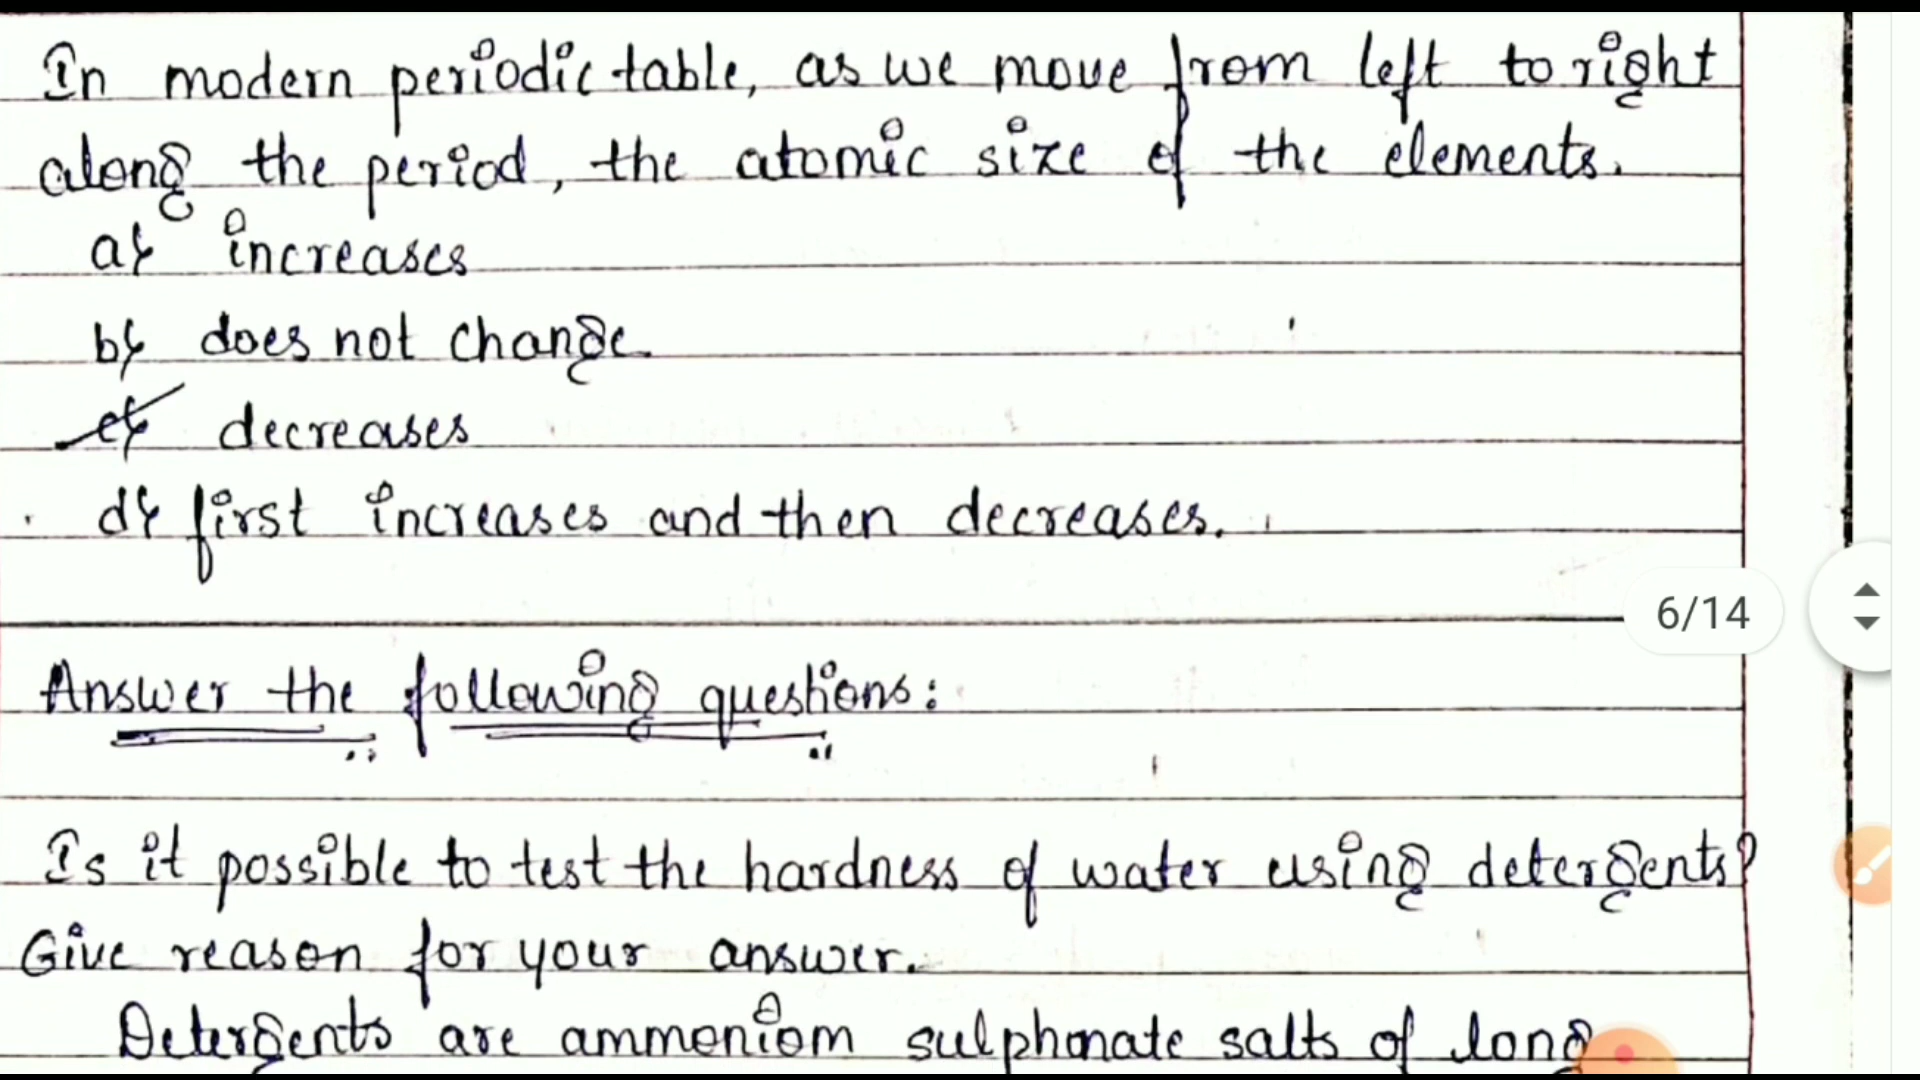 In modern periodic table, as we move from left to right
along the period, the atomic size of the elements.
a} increases
b} does not change
c} decreases
d} first increases and then decreases.
6/14
Answer the following questions:
Is it possible to test the hardness of water using detergents?
Give reason for your answer.
Detergents are ammoniom sulphonate salts of long